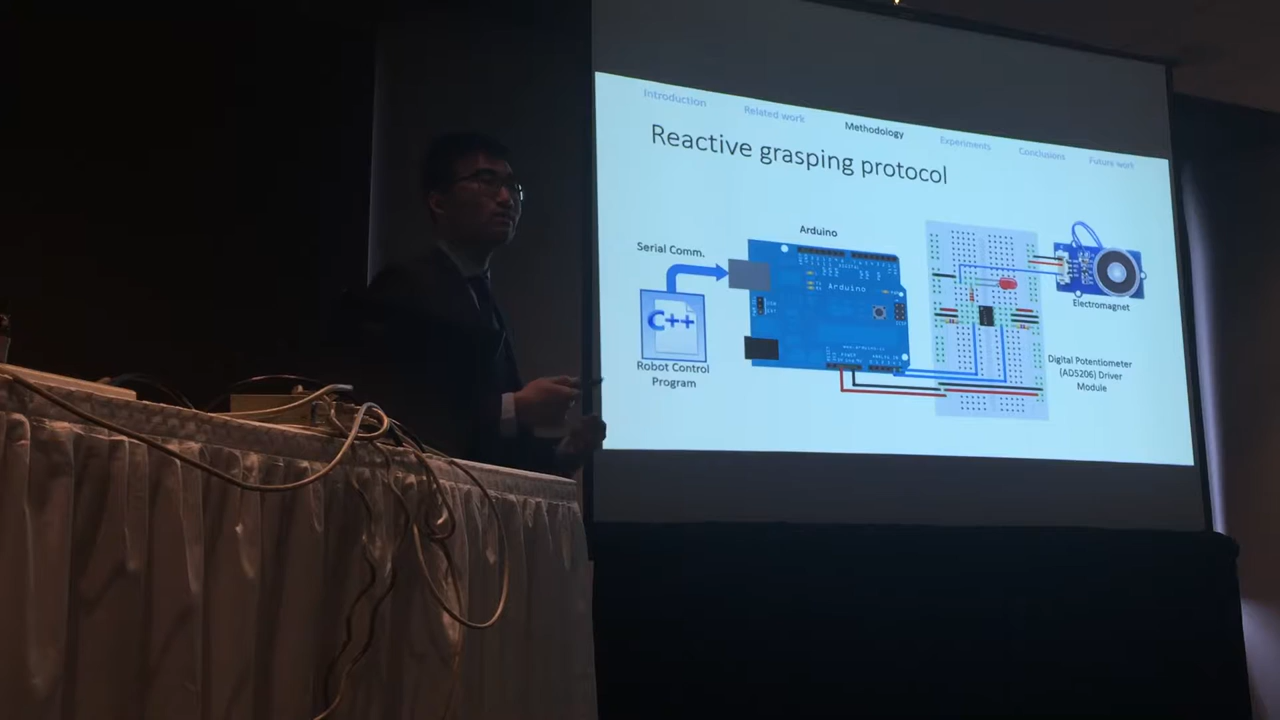 Introduction
Related work
Methodology
Experiments
Conclusions
Future work
Reactive grasping protocol
Arduino
Serial Comm.
Arduino
C++
Electromagnet
Robot Control
Program
Digital Potentiometer
(AD5206) Driver
Module